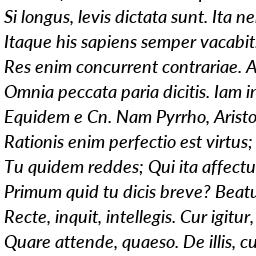 Si longus, levis dictata sunt. Ita ne
Itaque his sapiens semper vacabit.
Res enim concurrent contrariae. A
Omnia peccata paria dicitis. Iam in
Equidem e Cn. Nam Pyrrho, Aristo
Rationis enim perfectio est virtus;
Tu quidem reddes; Qui ita affectu
Primum quid tu dicis breve? Beatu
Recte, inquit, intellegis. Cur igitur,
Quare attende, quaeso. De illis, cu